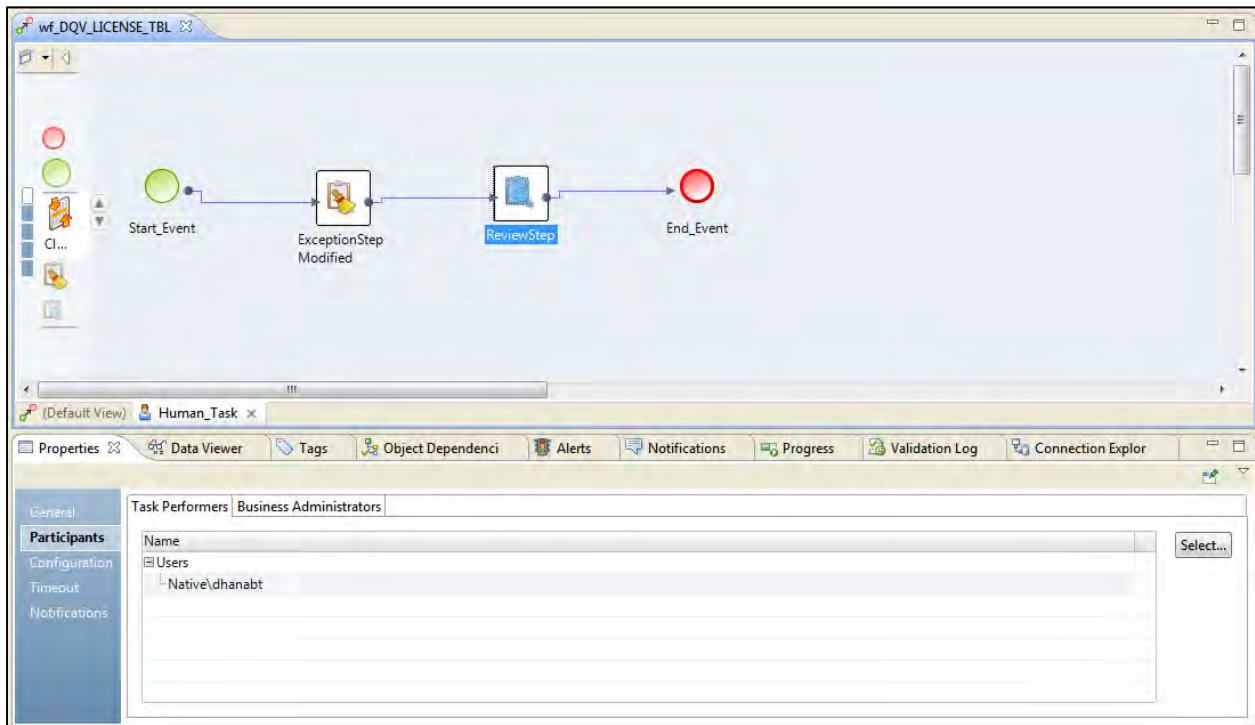 wf_DQV_LICENSE_TBL
Cl...
Start_Event
ExceptionStep
Modified
ReviewStep
End_Event
(Default View)
Human_Task
Properties
Data Viewer
Tags
Object Dependenci
Alerts
Notifications
Progress
Validation Log
Connection Explor
General
Participants
Configuration
Timeout
Notifications
Task Performers
Business Administrators
Name
Users
Native\dhanabt
Select...